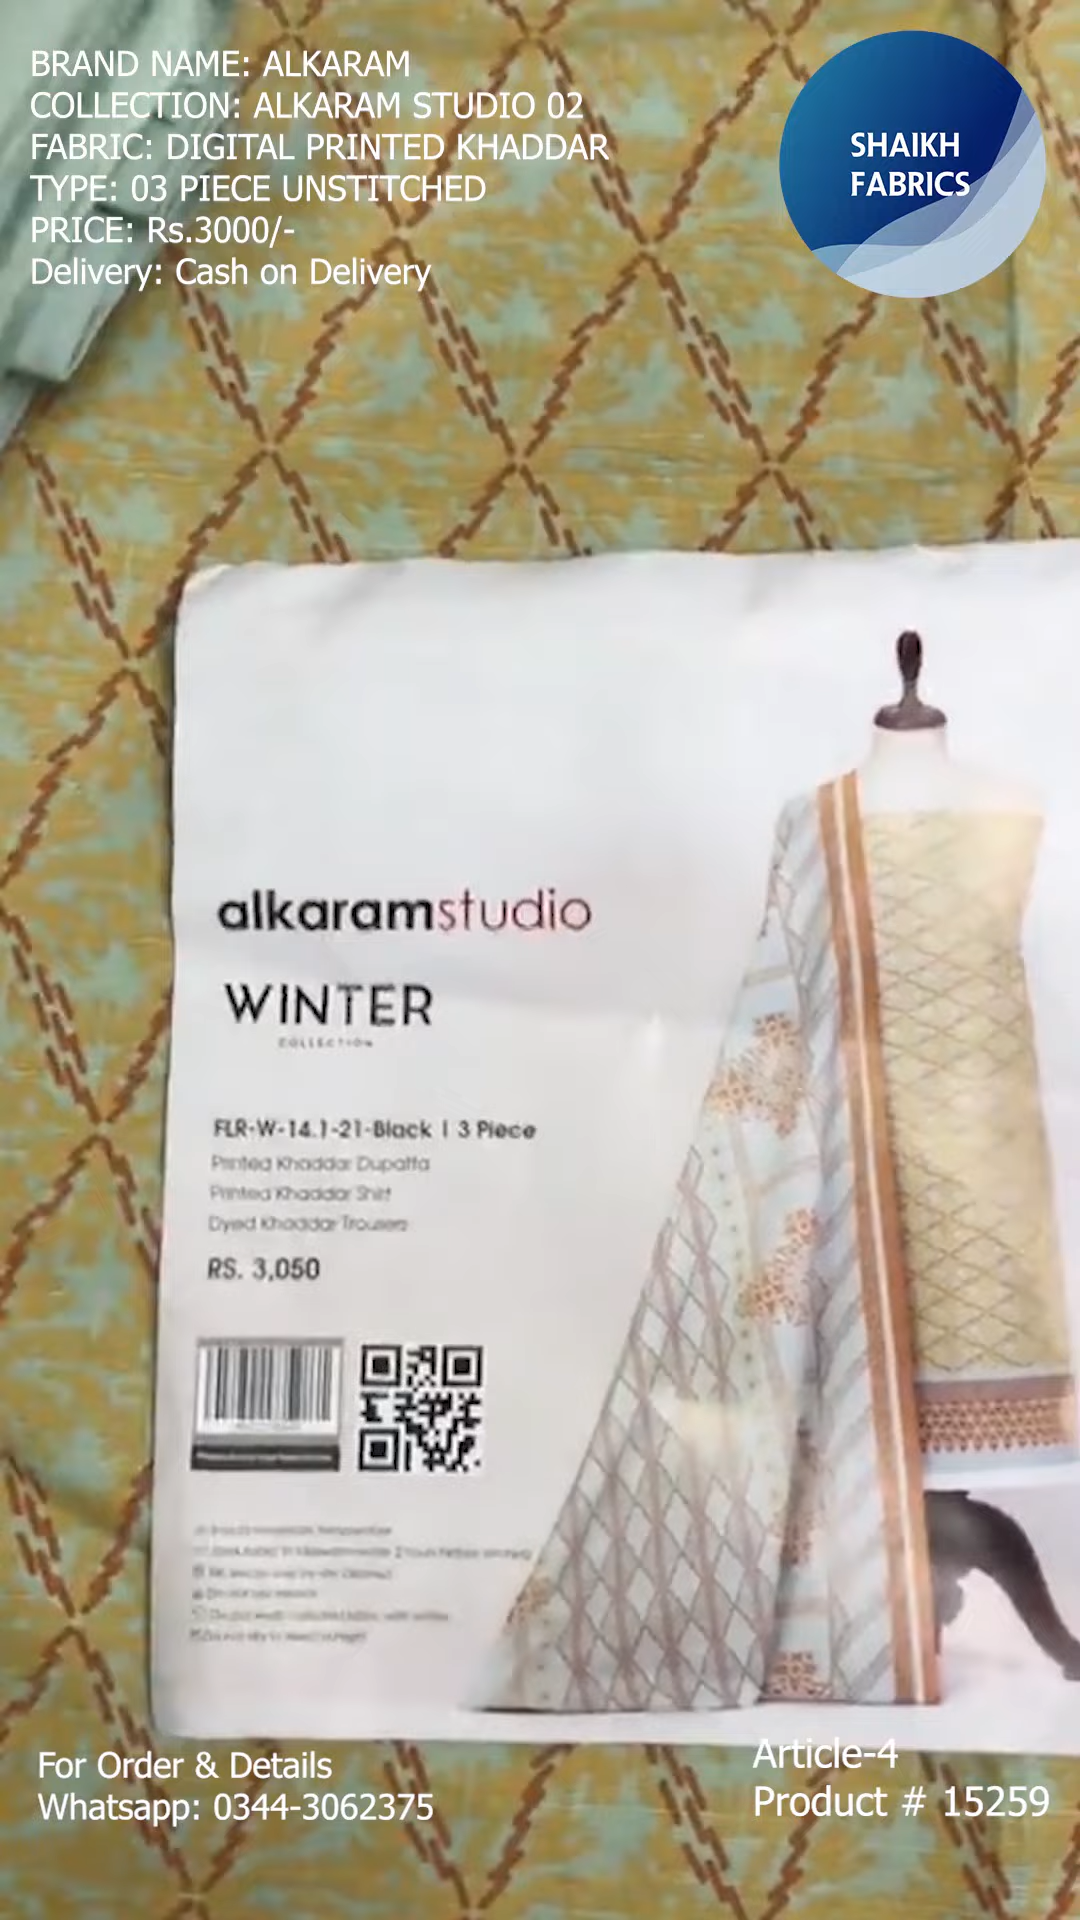 BRAND NAME: ALKARAM
COLLECTION: ALKARAM STUDIO 02
FABRIC: DIGITAL PRINTED KHADDAR
TYPE: 03 PIECE UNSTITCHED
PRICE: Rs.3000/-
Delivery: Cash on Delivery
SHAIKH
FABRICS
alkaramstudio
WINTER
COLLECTION
FLR-W-14.1-21-Black | 3 Piece
Printed Khaddar Dupatta
Printed Khaddar Shirt
Dyed Khaddar Trousers
RS. 3,050
For Order & Details
Whatsapp: 0344-3062375
Article-4
Product # 15259